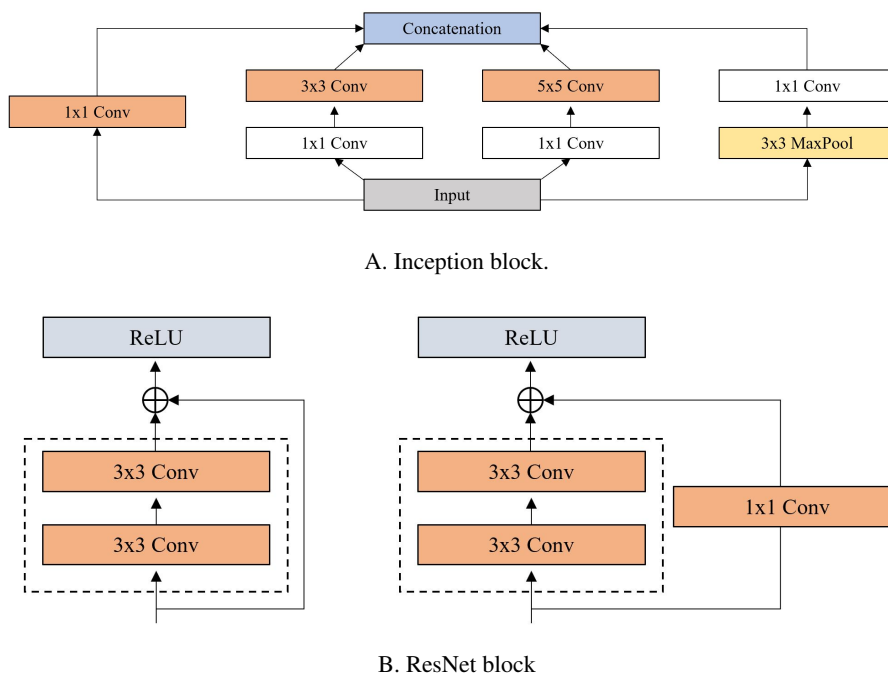 Concatenation
3x3 Conv
5x5 Conv
1x1 Conv
1x1 Conv
1x1 Conv
1x1 Conv
3x3 MaxPool
Input
A. Inception block.
ReLU
ReLU
3x3 Conv
3x3 Conv
1x1 Conv
3x3 Conv
3x3 Conv
B. ResNet block